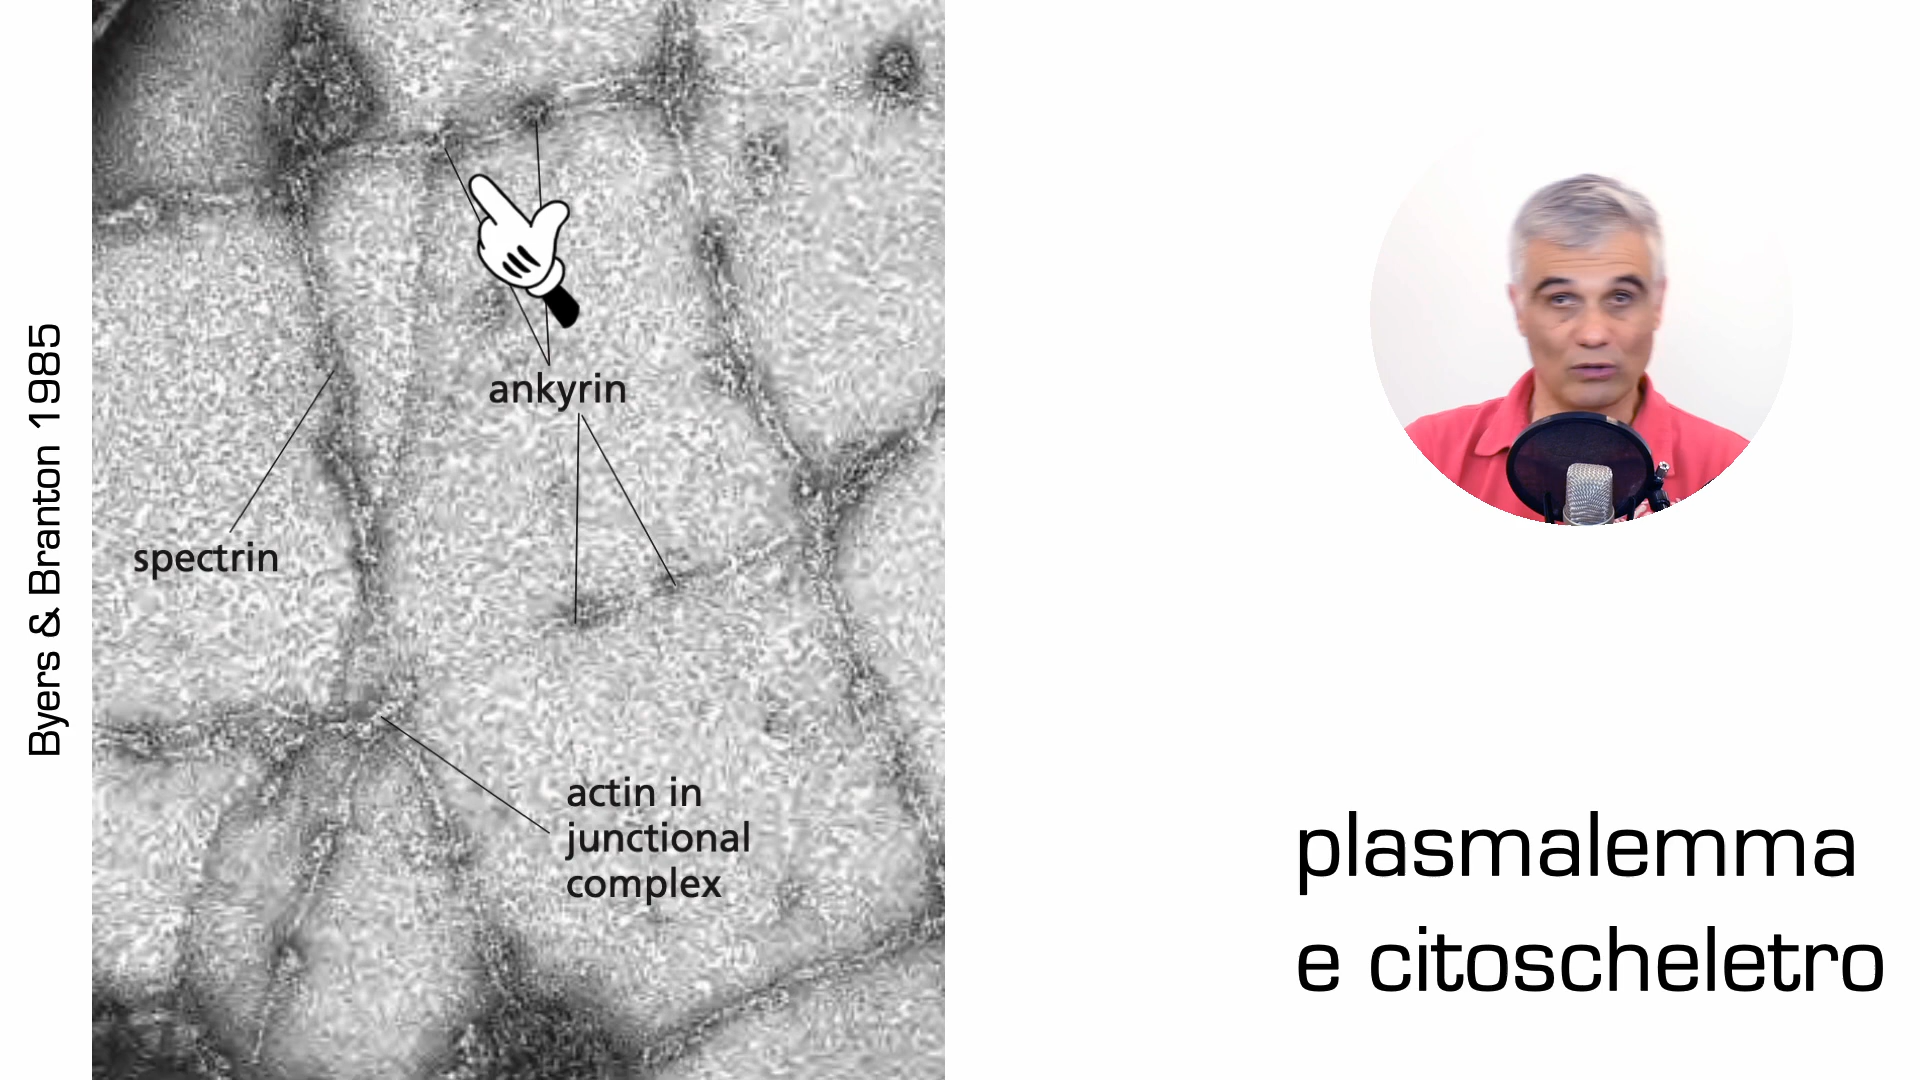 Byers & Branton 1985
ankyrin
spectrin
actin in
junctional
complex
plasmalemma
e citoscheletro